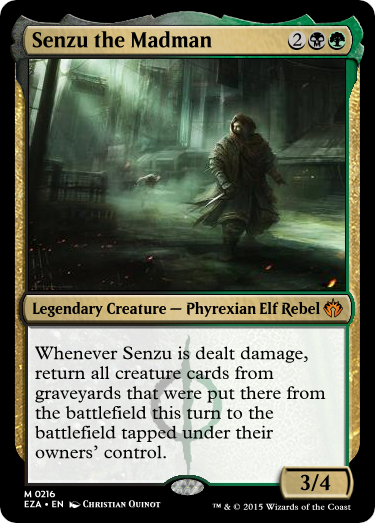 Senzu the Madman 2
Legendary Creature — Phyrexian Elf Rebel
Whenever Senzu is dealt damage,
return all creature cards from
graveyards that were put there from
the battlefield this turn to the
battlefield tapped under their
owners' control.
3/4
M 0216
EZA • EN Christian Quinot
™ & © 2015 Wizards of the Coast